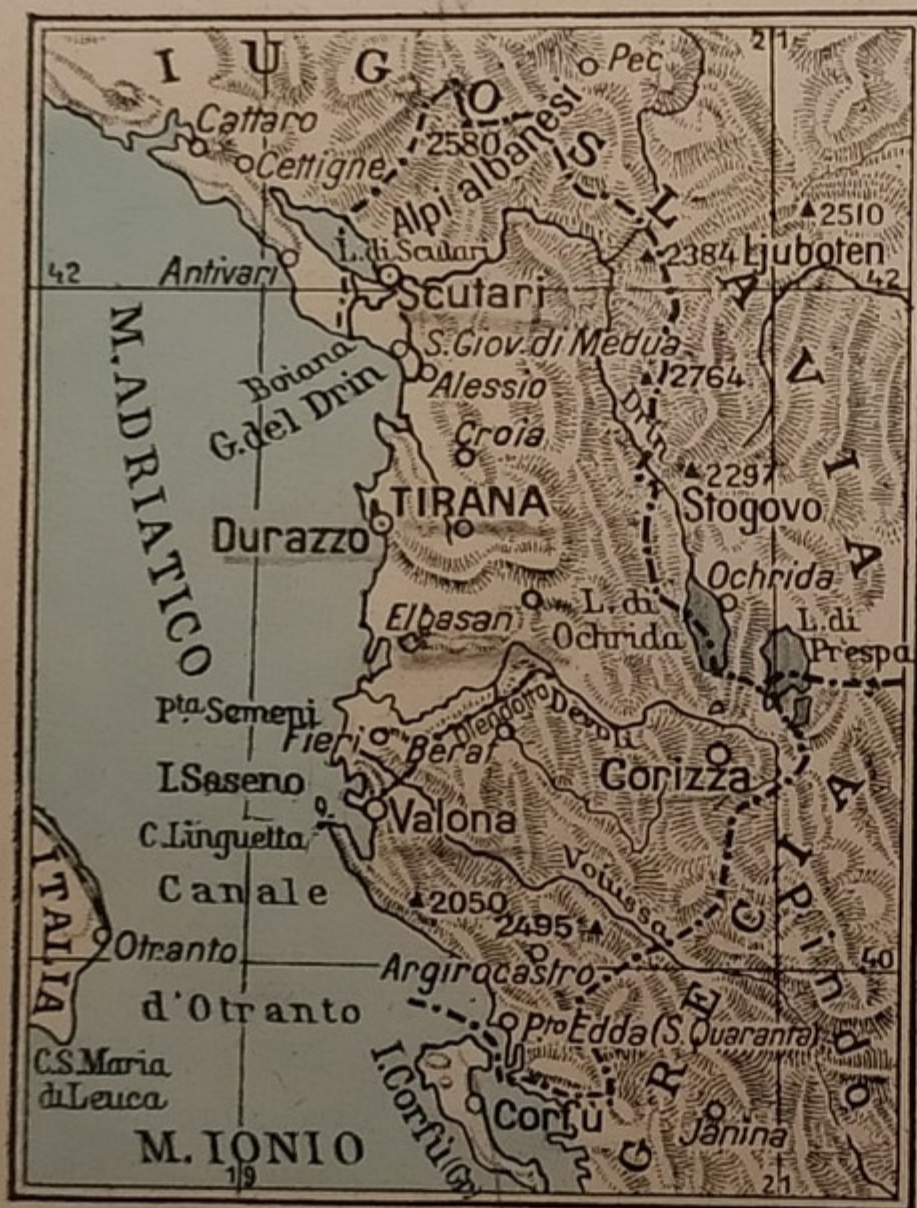 21
IUGOSLAVIA
Pec
Cattaro
2580
Cettigne
Alpi albanesi
2510
L. di Scutari
2384 Ljuboten
Antivari
42
42
Scutari
M. ADRIATICO
S. Giov. di Medua
Boiana
2764
Alessio
G. del Drin
Drin
Croia
2297
Stogovo
TIRANA
Durazzo
Ochrida
Elbasan
L. di
Ochrida
L. di
Prespa
Pta Semeni
Devoli
Fieri
Berat
I. Saseno
Corizza
Valona
C. Linguetta
Canale
Voiussa
2050
2495
ITALIA
Otranto
40
Argirocastro
d'Otranto
Pto Edda (S. Quaranta)
GRECIA
Pindo
C. S. Maria
di Leuca
I. Corfù (Gr.)
Corfù
Janina
M. IONIO
19
21